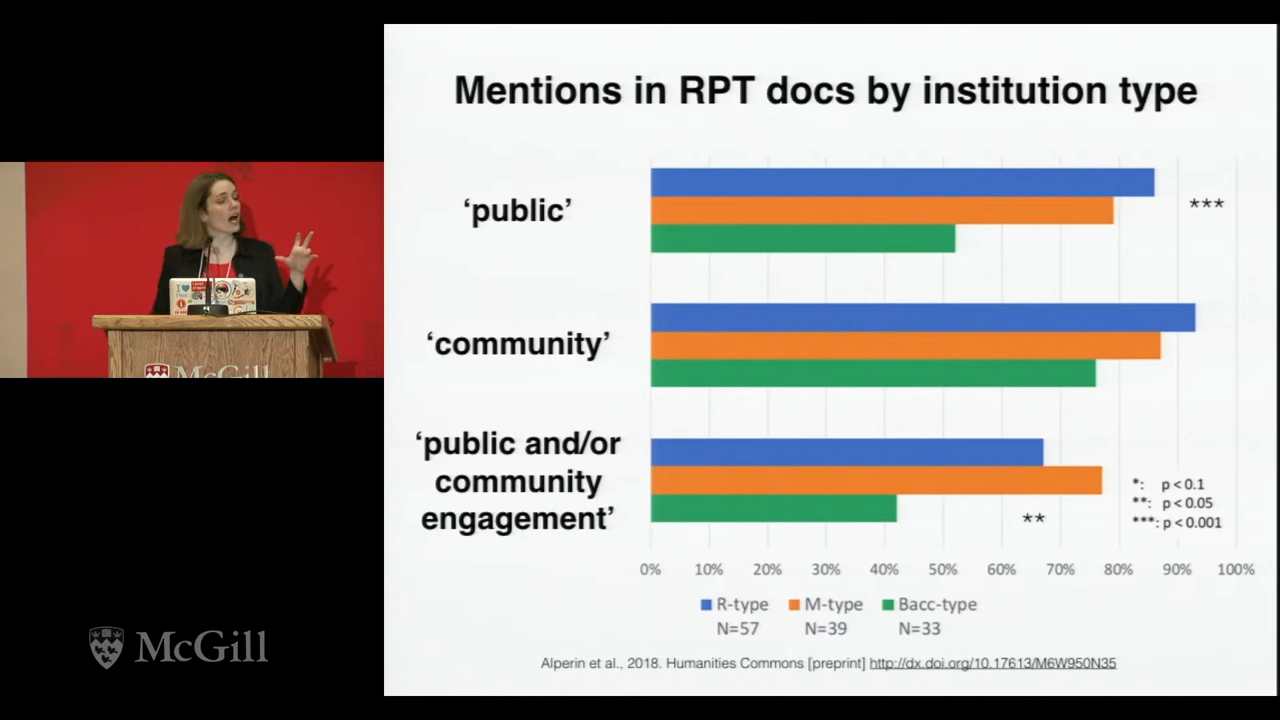 Mentions in RPT docs by institution type
‘public’
***
‘community’
‘public and/or
community
engagement’
**
*: p < 0.1
**: p < 0.05
***: p < 0.001
0% 10% 20% 30% 40% 50% 60% 70% 80% 90% 100%
R-type M-type Bacc-type
N=57 N=39 N=33
Alperin et al., 2018. Humanities Commons [preprint] http://dx.doi.org/10.17613/M6W950N35
McGill
McGill